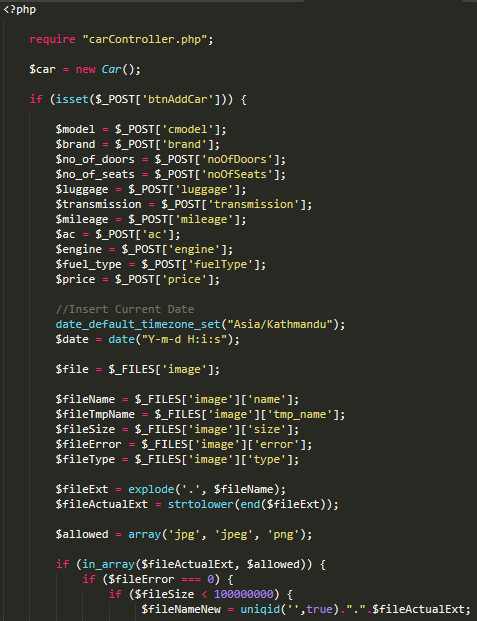 <?php
require "carController.php";
$car = new Car();
if (isset($_POST['btnAddCar'])) {
$model = $_POST['cmodel'];
$brand = $_POST['brand'];
$no_of_doors = $_POST['noOfDoors'];
$no_of_seats = $_POST['noOfSeats'];
$luggage = $_POST['luggage'];
$transmission = $_POST['transmission'];
$mileage = $_POST['mileage'];
$ac = $_POST['ac'];
$engine = $_POST['engine'];
$fuel_type = $_POST['fuelType'];
$price = $_POST['price'];
//Insert Current Date
date_default_timezone_set("Asia/Kathmandu");
$date = date("Y-m-d H:i:s");
$file = $_FILES['image'];
$fileName = $_FILES['image']['name'];
$fileTmpName = $_FILES['image']['tmp_name'];
$fileSize = $_FILES['image']['size'];
$fileError = $_FILES['image']['error'];
$fileType = $_FILES['image']['type'];
$fileExt = explode('.', $fileName);
$fileActualExt = strtolower(end($fileExt));
$allowed = array('jpg', 'jpeg', 'png');
if (in_array($fileActualExt, $allowed)) {
if ($fileError === 0) {
if ($fileSize < 100000000) {
$fileNameNew = uniqid('',true).".".$fileActualExt;